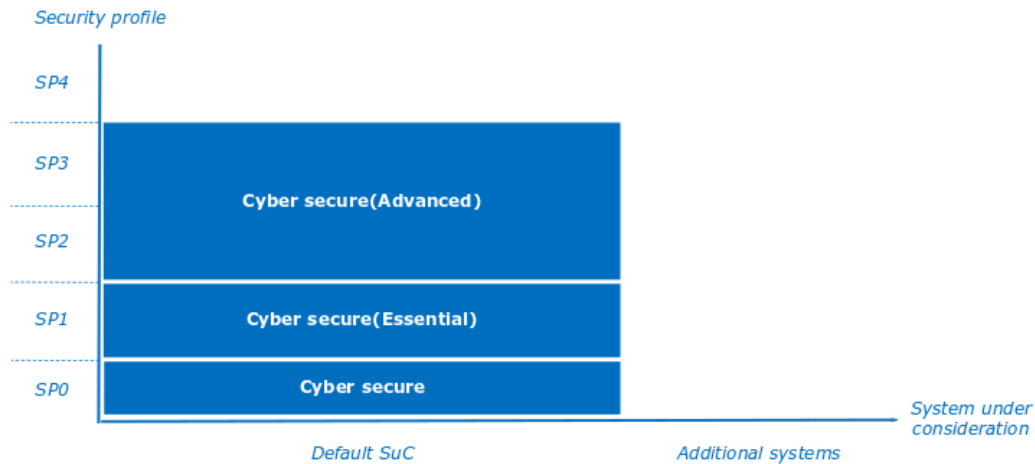 Security profile
SP4
SP3
Cyber secure(Advanced)
SP2
SP1
Cyber secure(Essential)
SP0
Cyber secure
System under
consideration
Default SuC
Additional systems